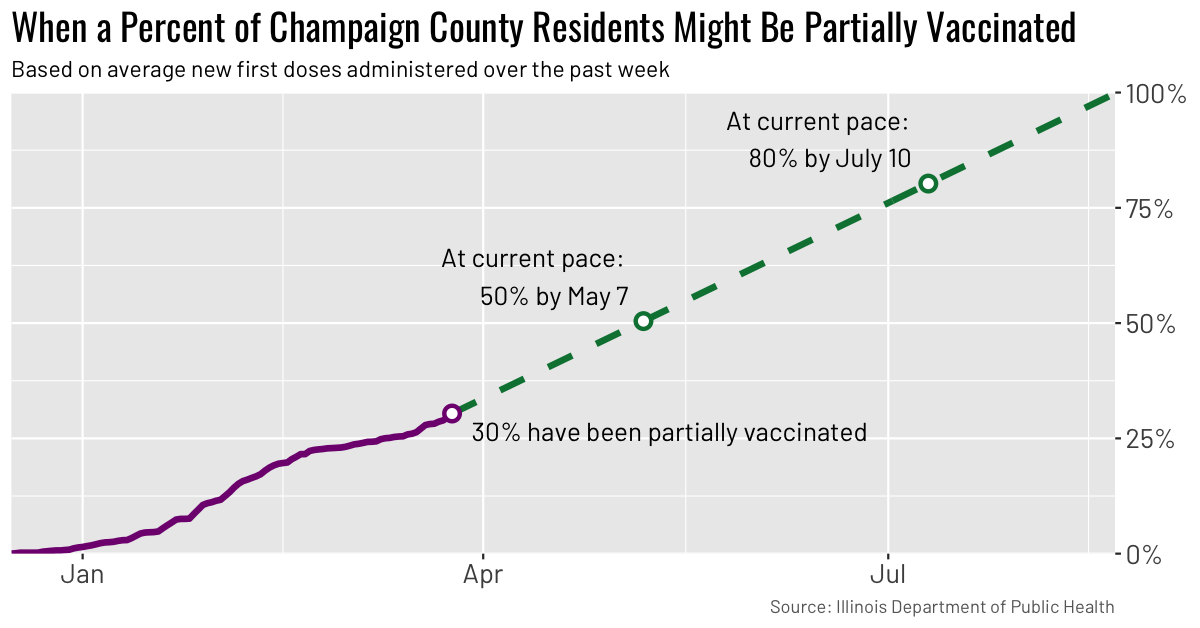 When a Percent of Champaign County Residents Might Be Partially Vaccinated
Based on average new first doses administered over the past week
100%
At current pace:
80% by July 10
75%
At current pace:
50% by May 7
50%
30% have been partially vaccinated
25%
0%
Jan
Apr
Jul
Source: Illinois Department of Public Health